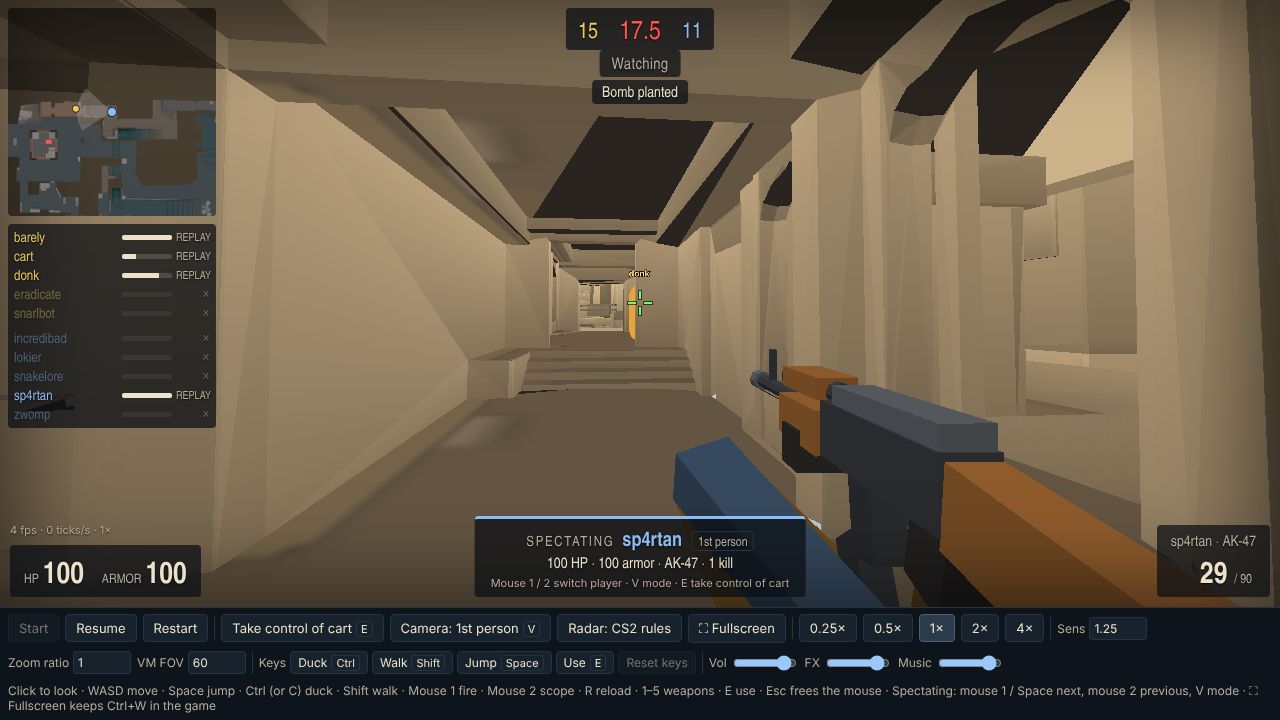 15 17.5 11
Watching
Bomb planted
barely REPLAY
cart REPLAY
donk REPLAY
eradicate ×
snarlbot ×
incredibad ×
lokier ×
snakelore ×
sp4rtan REPLAY
zwomp ×
donk
4 fps · 0 ticks/s · 1×
HP 100 ARMOR 100
SPECTATING sp4rtan 1st person
100 HP · 100 armor · AK-47 · 1 kill
Mouse 1 / 2 switch player · V mode · E take control of cart
sp4rtan · AK-47
29 / 90
Start Resume Restart Take control of cart E Camera: 1st person V Radar: CS2 rules ⛶ Fullscreen 0.25× 0.5× 1× 2× 4× Sens 1.25
Zoom ratio 1 VM FOV 60 Keys Duck Ctrl Walk Shift Jump Space Use E Reset keys Vol FX Music
Click to look · WASD move · Space jump · Ctrl (or C) duck · Shift walk · Mouse 1 fire · Mouse 2 scope · R reload · 1–5 weapons · E use · Esc frees the mouse · Spectating: mouse 1 / Space next, mouse 2 previous, V mode · ⛶
Fullscreen keeps Ctrl+W in the game